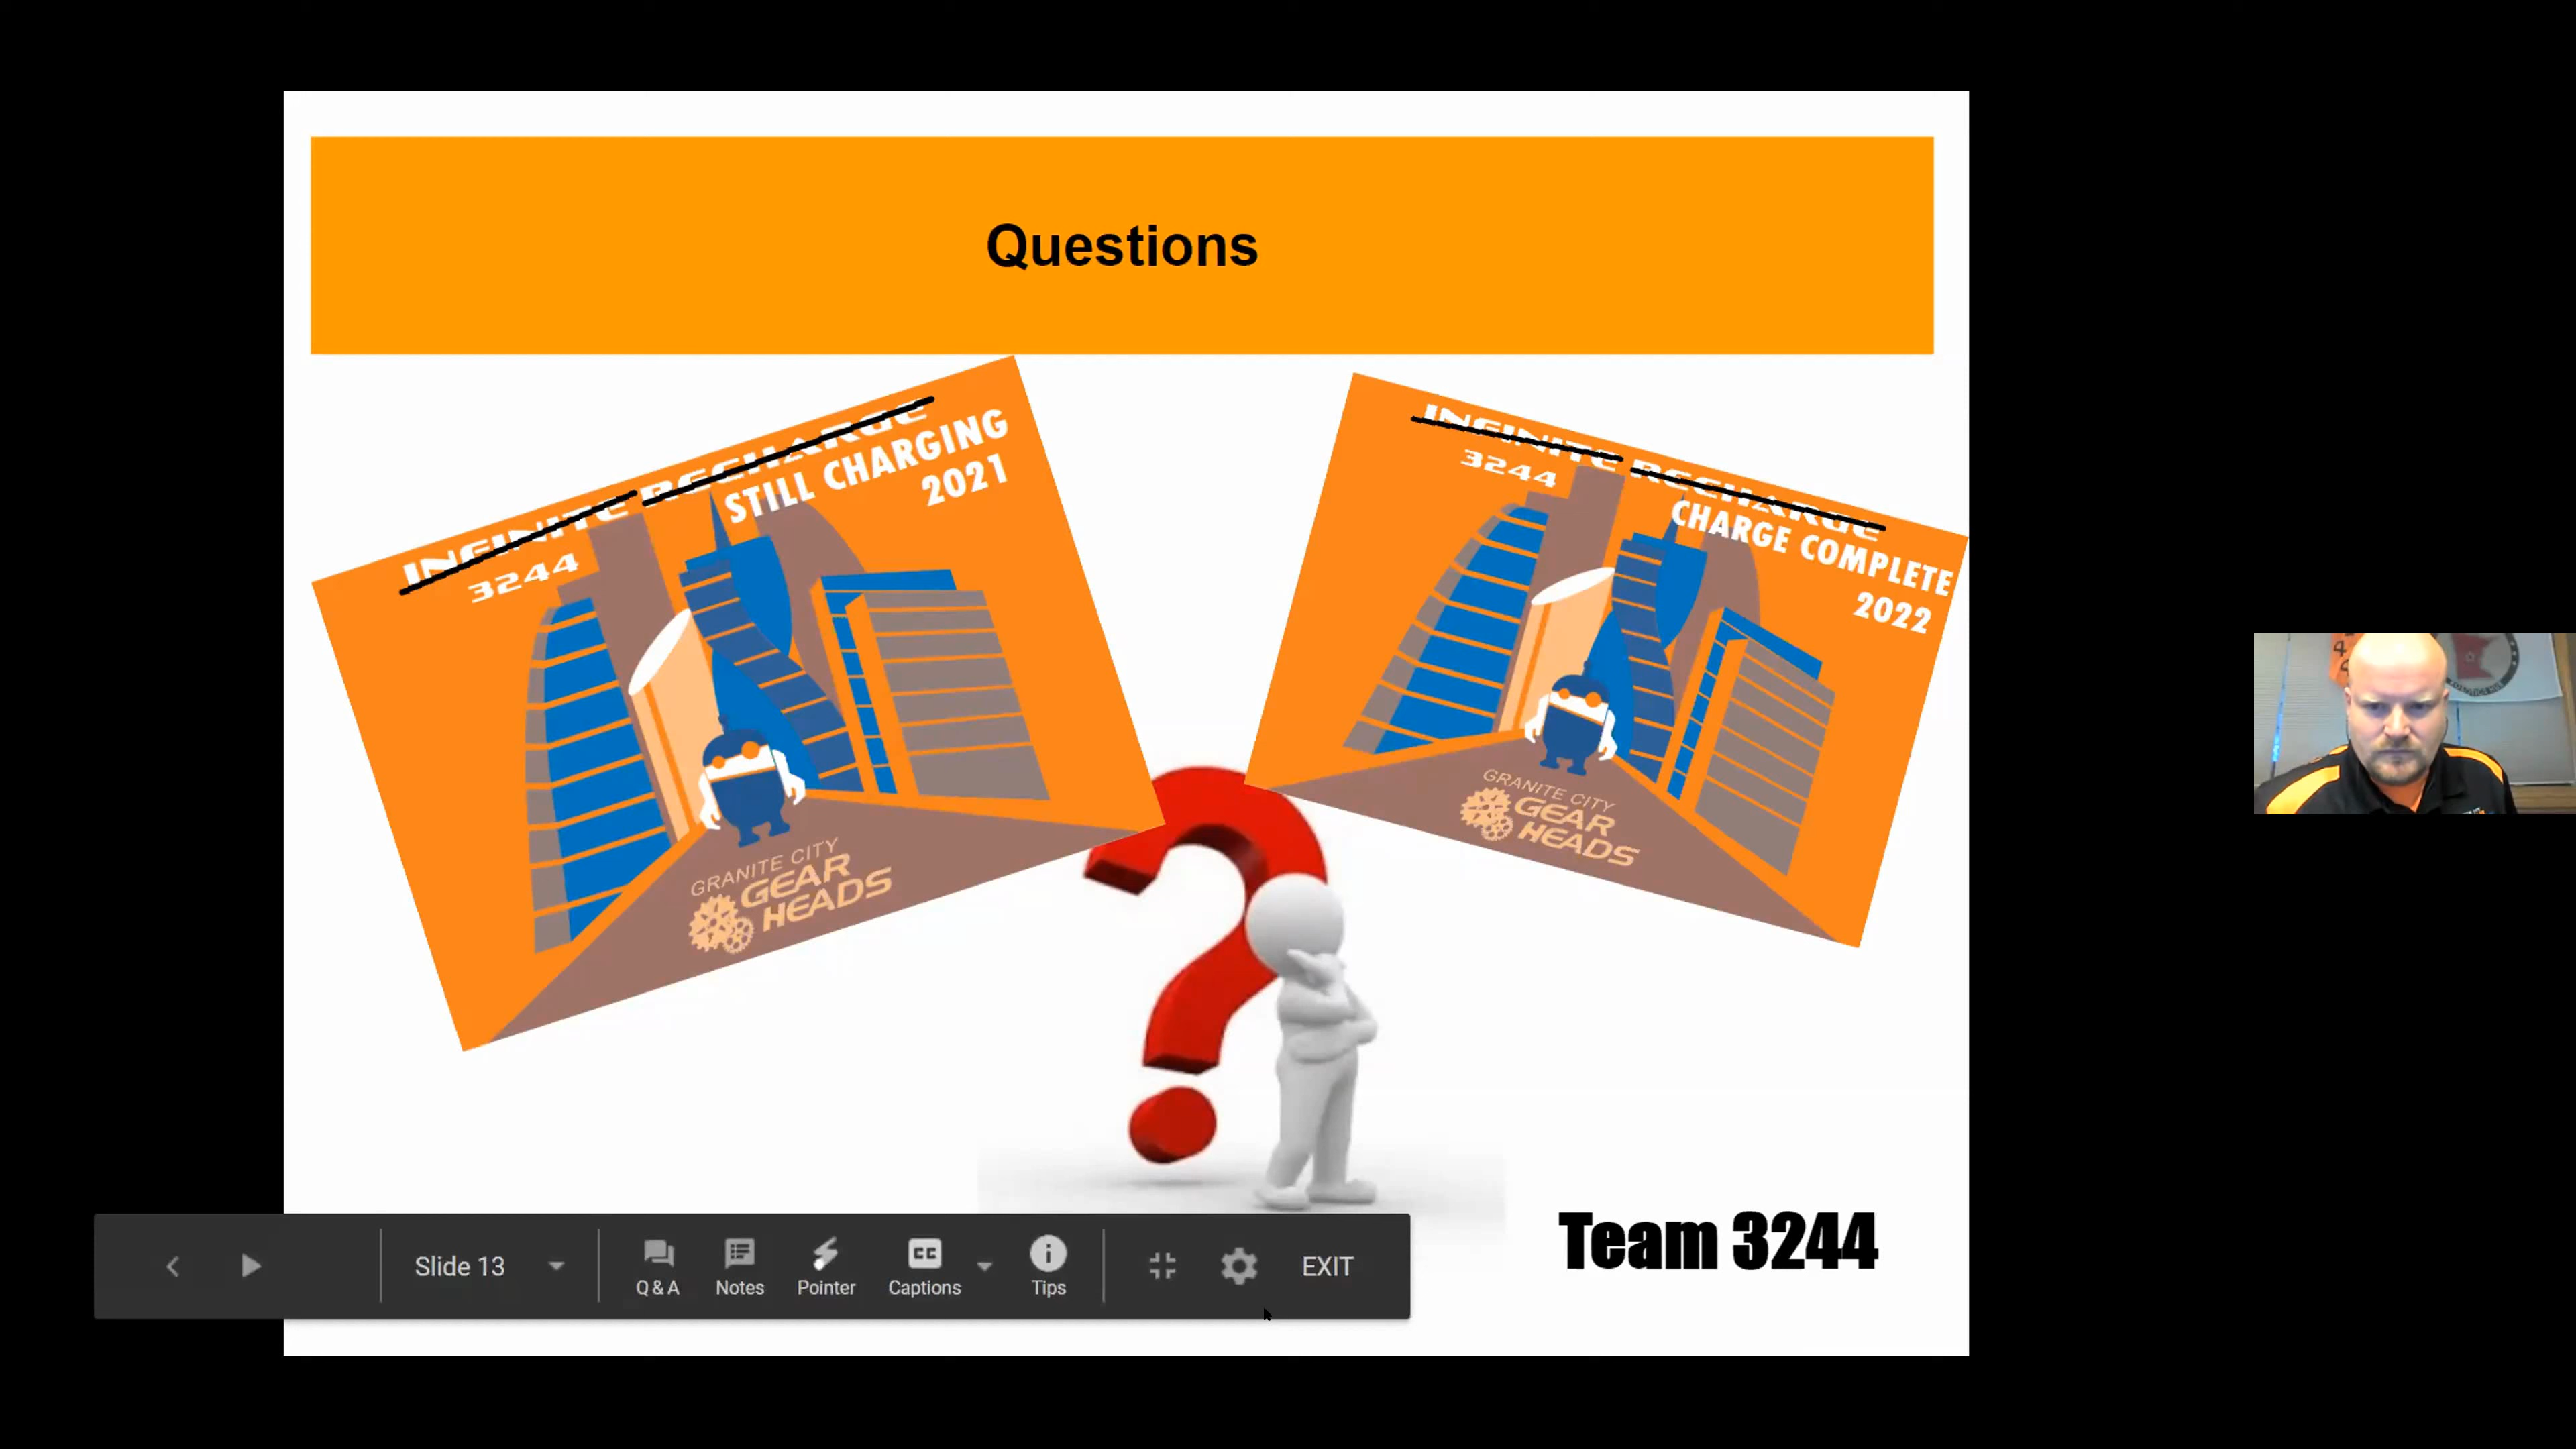 Questions
INFINITE RECHARGE
3244
STILL CHARGING
2021
GRANITE CITY
GEAR
HEADS
INFINITE RECHARGE
3244
CHARGE COMPLETE
2022
GRANITE CITY
GEAR
HEADS
Team 3244
Slide 13
Q & A
Notes
Pointer
CC
Captions
Tips
EXIT